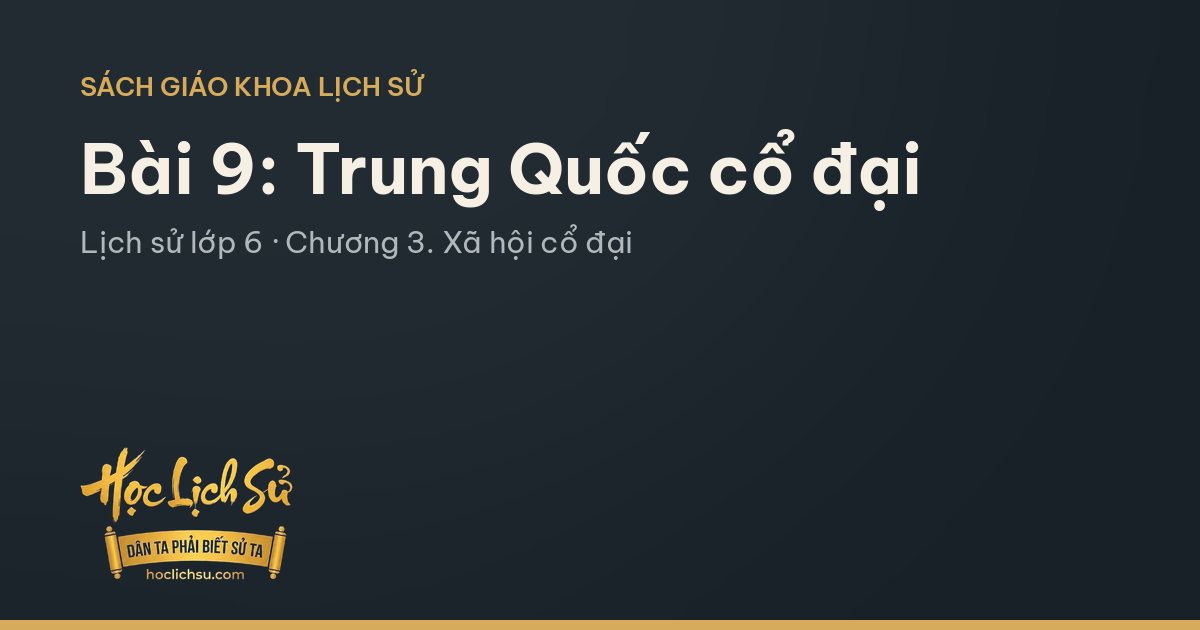 SÁCH GIÁO KHOA LỊCH SỬ
Bài 9: Trung Quốc cổ đại
Lịch sử lớp 6 · Chương 3. Xã hội cổ đại
Học Lịch Sử
DÂN TA PHẢI BIẾT SỬ TA
hoclichsu.com